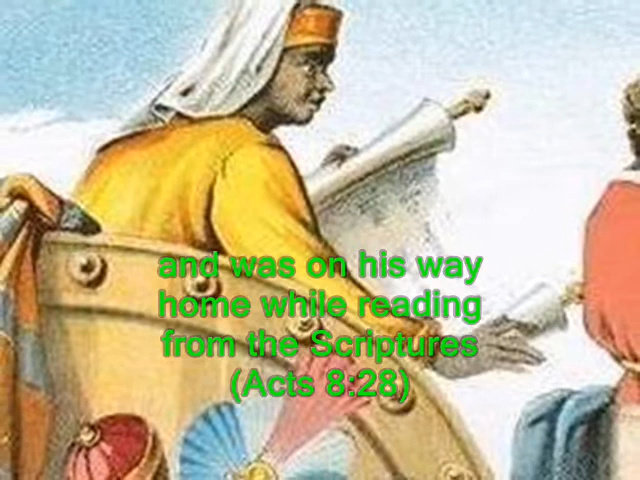 and was on his way
home while reading
from the Scriptures
(Acts 8:28)